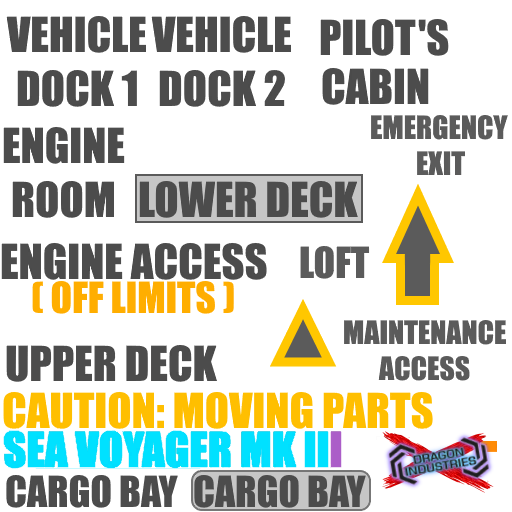 VEHICLE
DOCK 1
VEHICLE
DOCK 2
PILOT'S
CABIN
EMERGENCY
EXIT
ENGINE
ROOM
LOWER DECK
ENGINE ACCESS
( OFF LIMITS )
LOFT
MAINTENANCE
ACCESS
UPPER DECK
CAUTION: MOVING PARTS
SEA VOYAGER MK III
DRAGON
INDUSTRIES
CARGO BAY
CARGO BAY